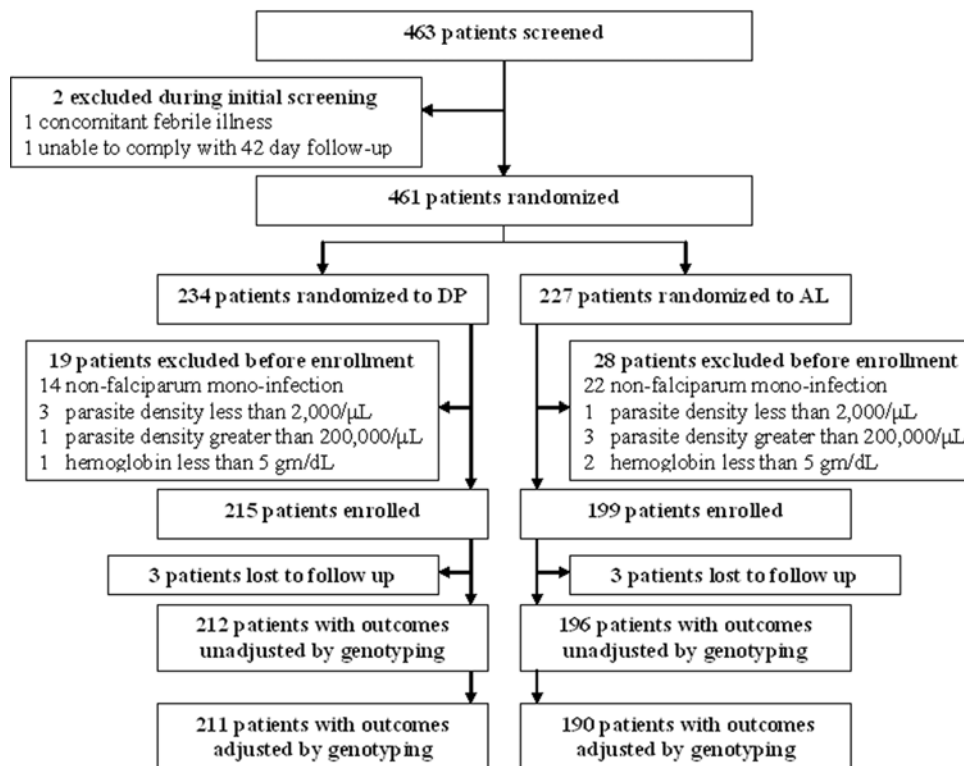 463 patients screened
2 excluded during initial screening
1 concomitant febrile illness
1 unable to comply with 42 day follow-up
461 patients randomized
234 patients randomized to DP
227 patients randomized to AL
19 patients excluded before enrollment
14 non-falciparum mono-infection
3 parasite density less than 2,000/µL
1 parasite density greater than 200,000/µL
1 hemoglobin less than 5 gm/dL
28 patients excluded before enrollment
22 non-falciparum mono-infection
1 parasite density less than 2,000/µL
3 parasite density greater than 200,000/µL
2 hemoglobin less than 5 gm/dL
215 patients enrolled
199 patients enrolled
3 patients lost to follow up
3 patients lost to follow up
212 patients with outcomes
unadjusted by genotyping
196 patients with outcomes
unadjusted by genotyping
211 patients with outcomes
adjusted by genotyping
190 patients with outcomes
adjusted by genotyping